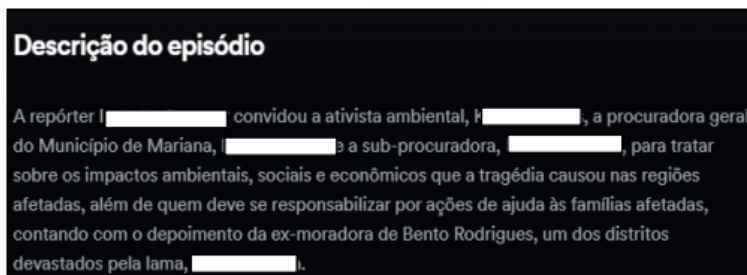 Descrição do episódio
A repórter convidou a ativista ambiental, , a procuradora geral
do Município de Mariana, e a sub-procuradora, , para tratar
sobre os impactos ambientais, sociais e econômicos que a tragédia causou nas regiões
afetadas, além de quem deve se responsabilizar por ações de ajuda às famílias afetadas,
contando com o depoimento da ex-moradora de Bento Rodrigues, um dos distritos
devastados pela lama, .